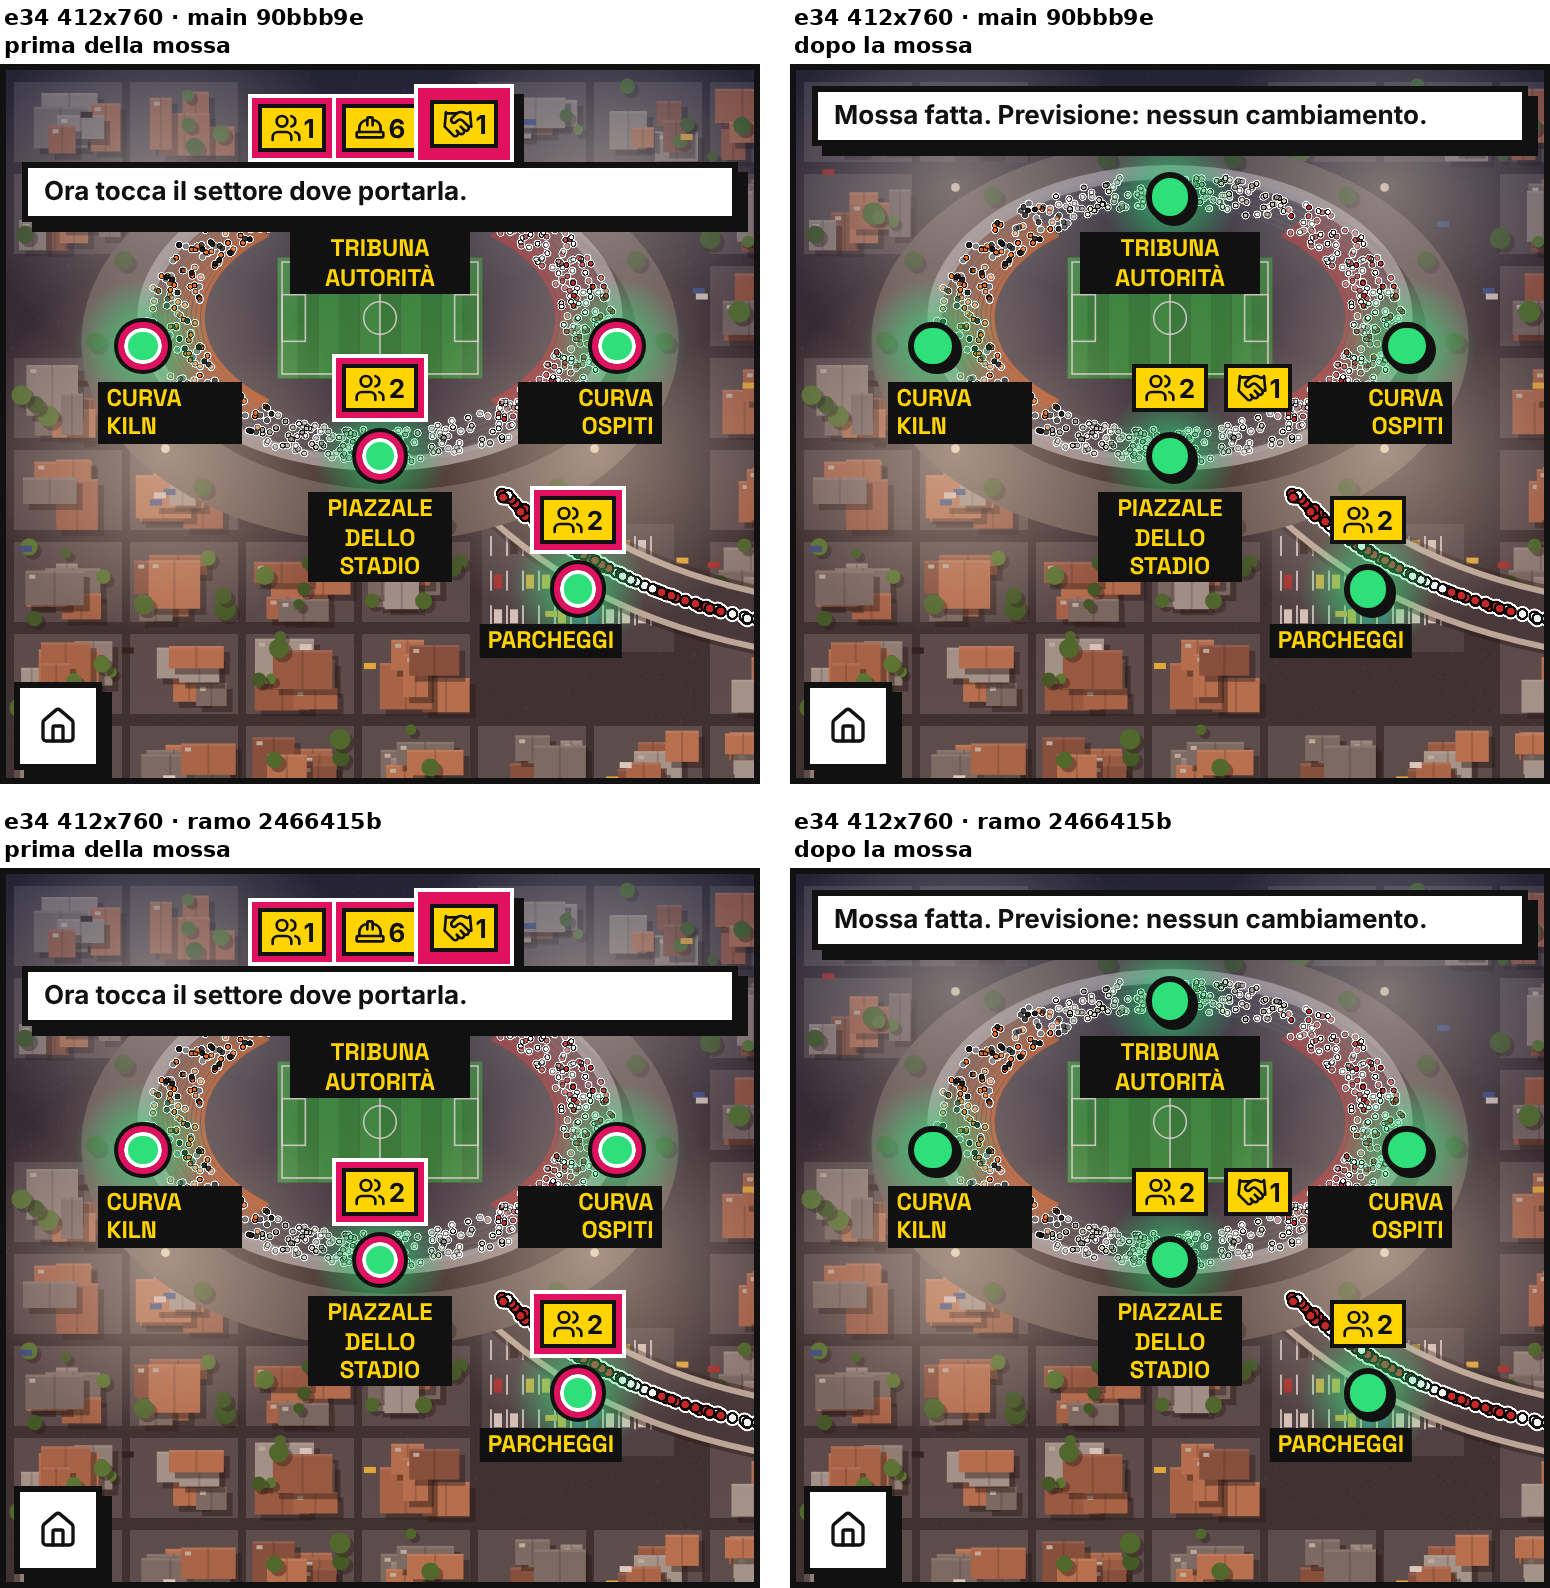 e34 412x760 · main 90bbb9e
prima della mossa
1
6
1
Ora tocca il settore dove portarla.
TRIBUNA
AUTORITÀ
CURVA
KILN
2
CURVA
OSPITI
PIAZZALE
DELLO
STADIO
2
PARCHEGGI
e34 412x760 · main 90bbb9e
dopo la mossa
Mossa fatta. Previsione: nessun cambiamento.
TRIBUNA
AUTORITÀ
CURVA
KILN
2
1
CURVA
OSPITI
PIAZZALE
DELLO
STADIO
2
PARCHEGGI
e34 412x760 · ramo 2466415b
prima della mossa
1
6
1
Ora tocca il settore dove portarla.
TRIBUNA
AUTORITÀ
CURVA
KILN
2
CURVA
OSPITI
PIAZZALE
DELLO
STADIO
2
PARCHEGGI
e34 412x760 · ramo 2466415b
dopo la mossa
Mossa fatta. Previsione: nessun cambiamento.
TRIBUNA
AUTORITÀ
CURVA
KILN
2
1
CURVA
OSPITI
PIAZZALE
DELLO
STADIO
2
PARCHEGGI